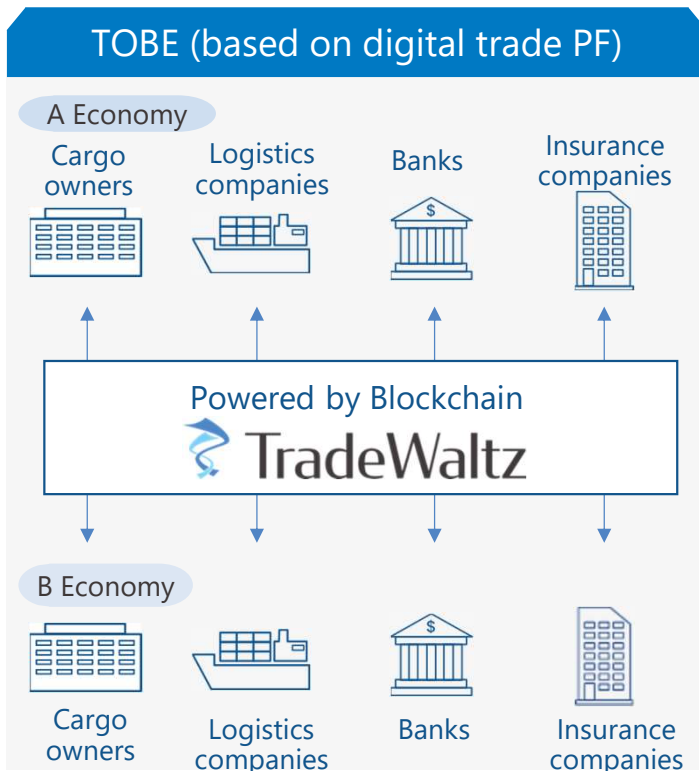 TOBE (based on digital trade PF)
A Economy
Cargo
owners
Logistics
companies
Banks
Insurance
companies
$
Powered by Blockchain
TradeWaltz
B Economy
$
Cargo
owners
Logistics
companies
Banks
Insurance
companies